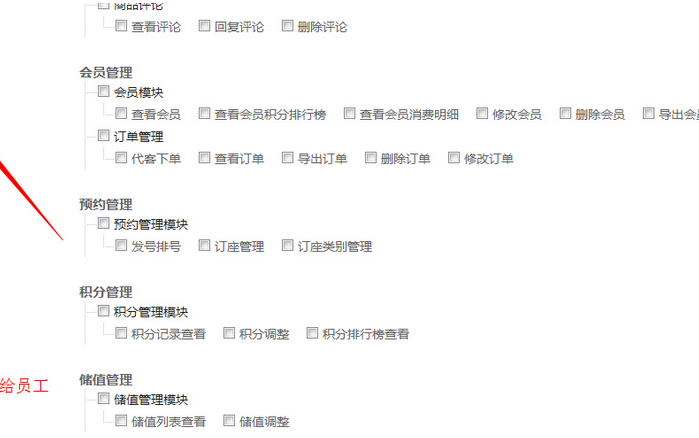 商品评论
查看评论 回复评论 删除评论
会员管理
会员模块
查看会员 查看会员积分排行榜 查看会员消费明细 修改会员 删除会员 导出会员
订单管理
代客下单 查看订单 导出订单 删除订单 修改订单
预约管理
预约管理模块
发号排号 订座管理 订座类别管理
积分管理
积分管理模块
积分记录查看 积分调整 积分排行榜查看
给员工
储值管理
储值管理模块
储值列表查看 储值调整